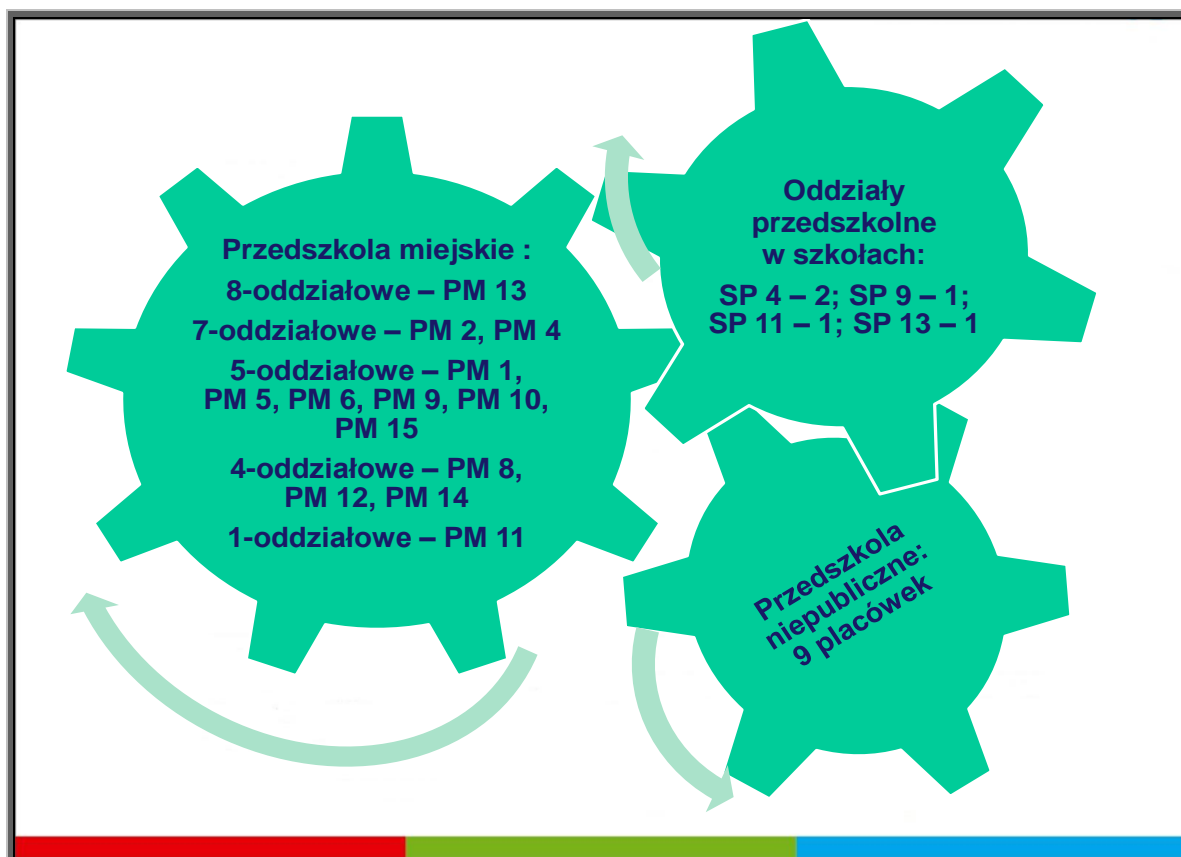 Przedszkola miejskie :
8-oddziałowe – PM 13
7-oddziałowe – PM 2, PM 4
5-oddziałowe – PM 1,
PM 5, PM 6, PM 9, PM 10,
PM 15
4-oddziałowe – PM 8,
PM 12, PM 14
1-oddziałowe – PM 11
Oddziały
przedszkolne
w szkołach:
SP 4 – 2; SP 9 – 1;
SP 11 – 1; SP 13 – 1
Przedszkola
niepubliczne:
9 placówek